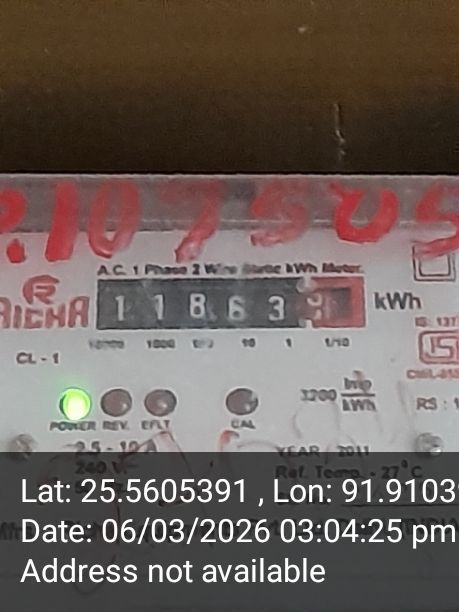 A.C. 1 Phase 2 Wire Static kWh Meter.
RICHA
1 1 8 6 3
kWh
CL - 1
10000 1000 100 10 1 1/10
POWER REV. EFLT CAL
3200 Imp/kWh
RS : 1
2.5 - 10 A
240 V
YEAR / 2011
Ref. Temp. - 27°C
Lat: 25.5605391 , Lon: 91.9103
Date: 06/03/2026 03:04:25 pm
Address not available